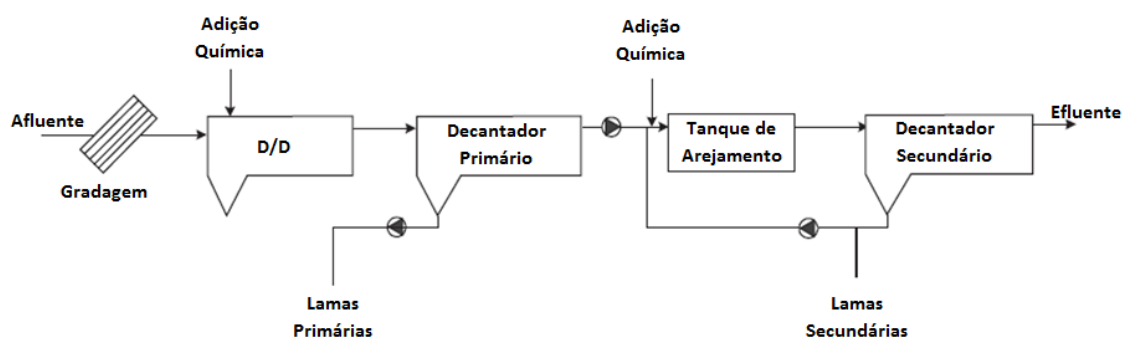 Adição
Química
Adição
Química
Afluente
Gradagem
D/D
Decantador
Primário
Tanque de
Arejamento
Decantador
Secundário
Efluente
Lamas
Primárias
Lamas
Secundárias